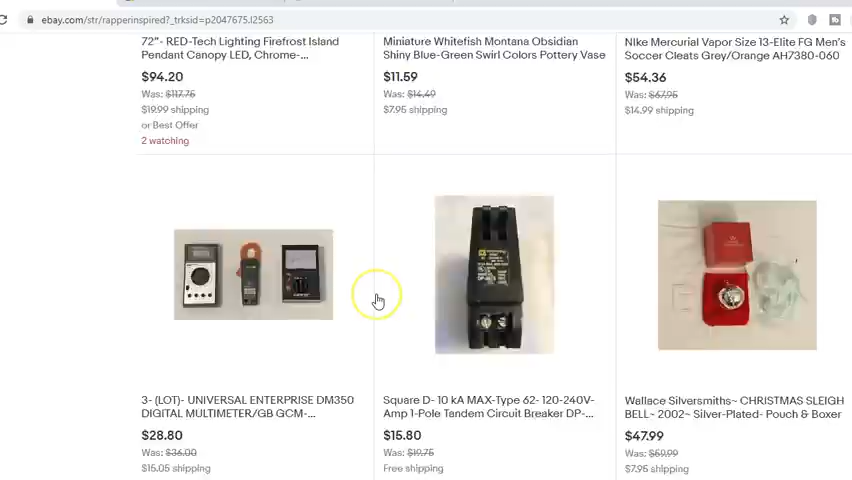 ebay.com/str/rapperinspired?_trksid=p2047675.l2563
72"- RED-Tech Lighting Firefrost Island
Pendant Canopy LED, Chrome-...
$94.20
Was: $117.75
$19.99 shipping
or Best Offer
2 watching
Miniature Whitefish Montana Obsidian
Shiny Blue-Green Swirl Colors Pottery Vase
$11.59
Was: $14.49
$7.95 shipping
NIke Mercurial Vapor Size 13-Elite FG Men's
Soccer Cleats Grey/Orange AH7380-060
$54.36
Was: $67.95
$14.99 shipping
3- (LOT)- UNIVERSAL ENTERPRISE DM350
DIGITAL MULTIMETER/GB GCM-...
$28.80
Was: $36.00
$15.05 shipping
Square D- 10 kA MAX-Type 62- 120-240V-
Amp 1-Pole Tandem Circuit Breaker DP-...
$15.80
Was: $19.75
Free shipping
Wallace Silversmiths~ CHRISTMAS SLEIGH
BELL~ 2002~ Silver-Plated- Pouch & Boxer
$47.99
Was: $59.99
$7.95 shipping